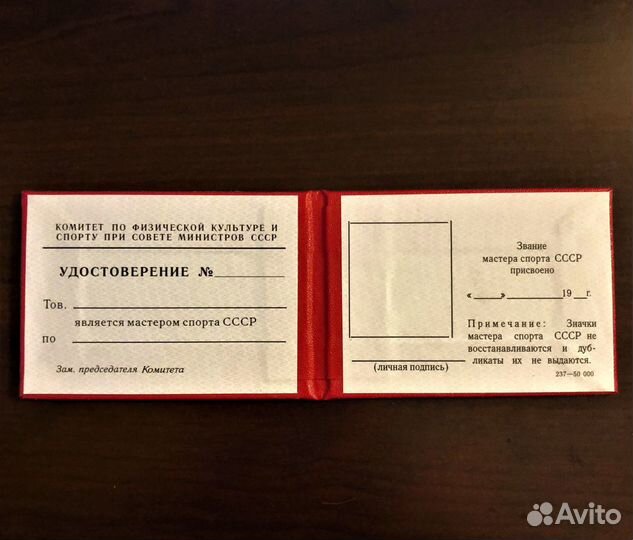 КОМИТЕТ ПО ФИЗИЧЕСКОЙ КУЛЬТУРЕ И
СПОРТУ ПРИ СОВЕТЕ МИНИСТРОВ СССР
УДОСТОВЕРЕНИЕ №
Тов.
является мастером спорта СССР
по
Зам. председателя Комитета
(личная подпись)
Звание
мастера спорта СССР
присвоено
« » 19 г.
Примечание: Значки
мастера спорта СССР не
восстанавливаются и дуб-
ликаты их не выдаются.
237—50 000
Avito